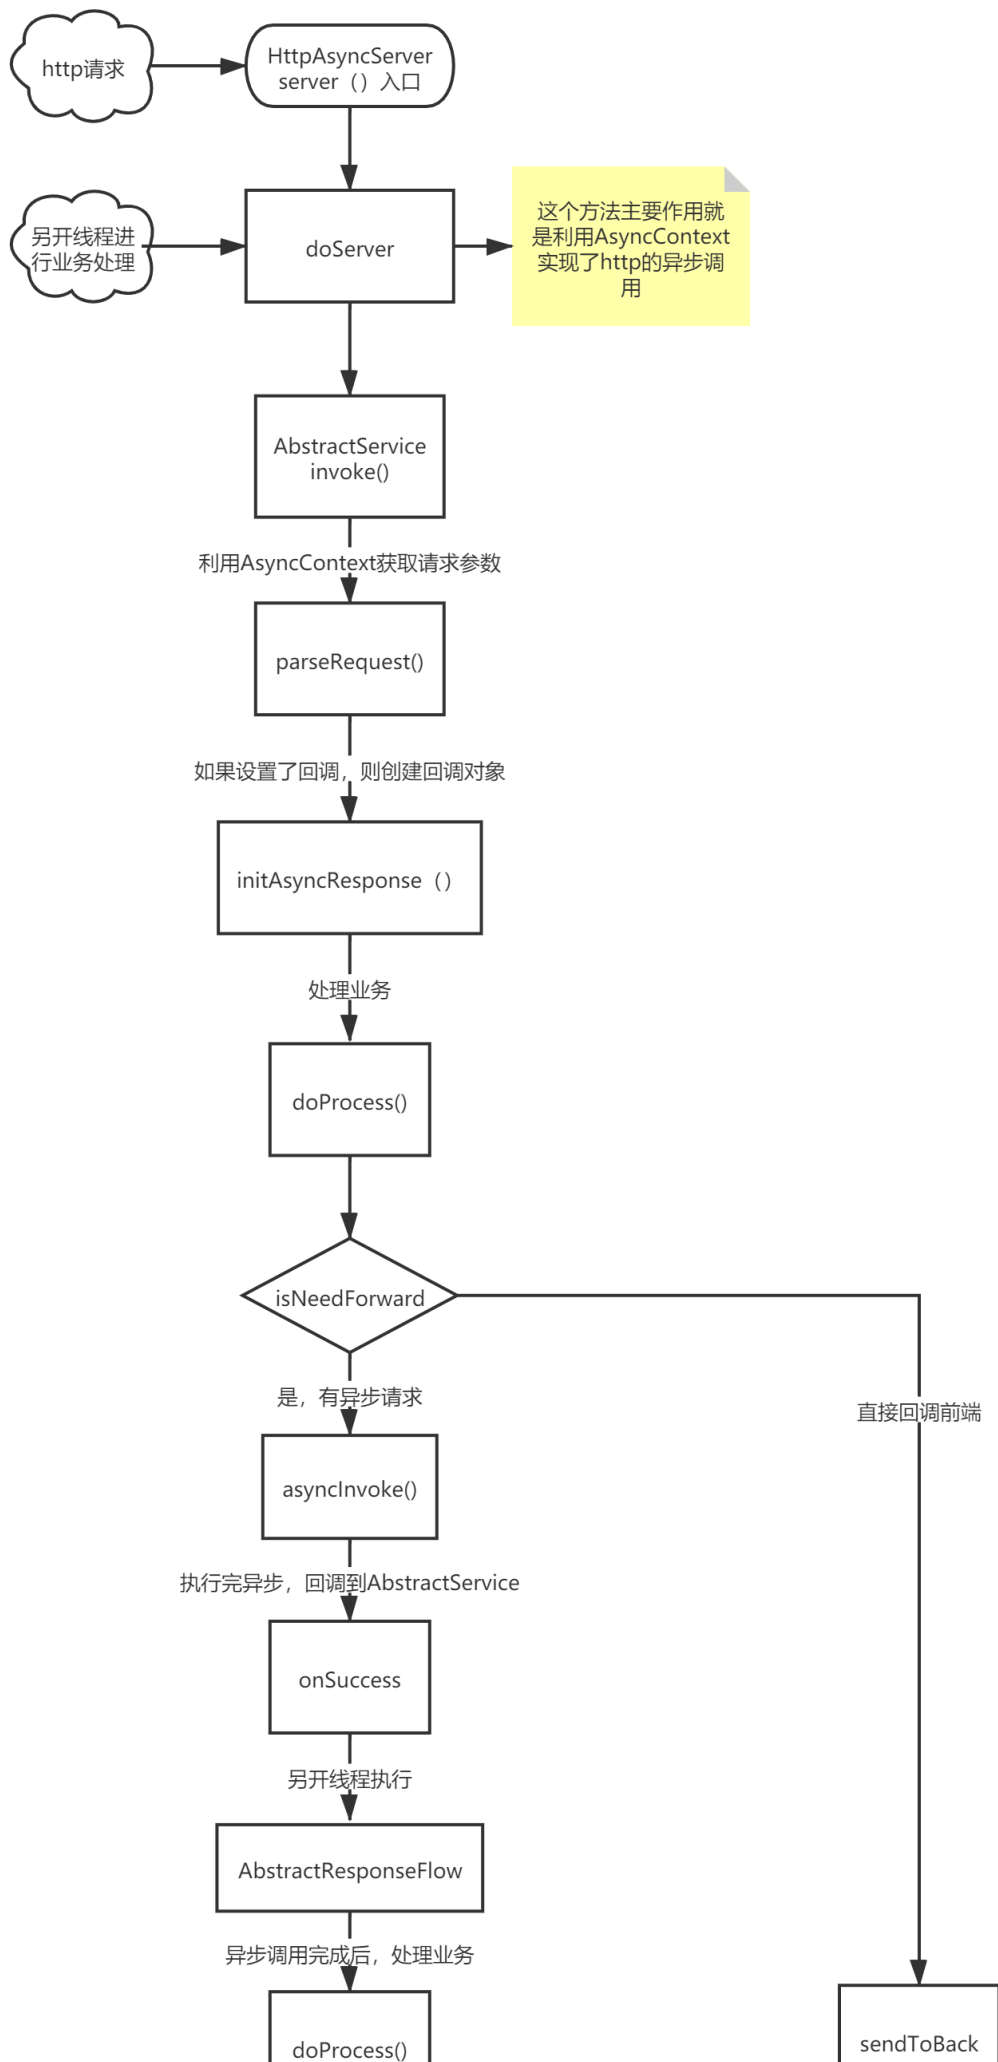 http请求
HttpAsyncServer
server（）入口
另开线程进
行业务处理
doServer
这个方法主要作用就
是利用AsyncContext
实现了http的异步调
用
AbstractService
invoke()
利用AsyncContext获取请求参数
parseRequest()
如果设置了回调，则创建回调对象
initAsyncResponse（）
处理业务
doProcess()
isNeedForward
是，有异步请求
直接回调前端
asyncInvoke()
执行完异步，回调到AbstractService
onSuccess
另开线程执行
AbstractResponseFlow
异步调用完成后，处理业务
doProcess()
sendToBack